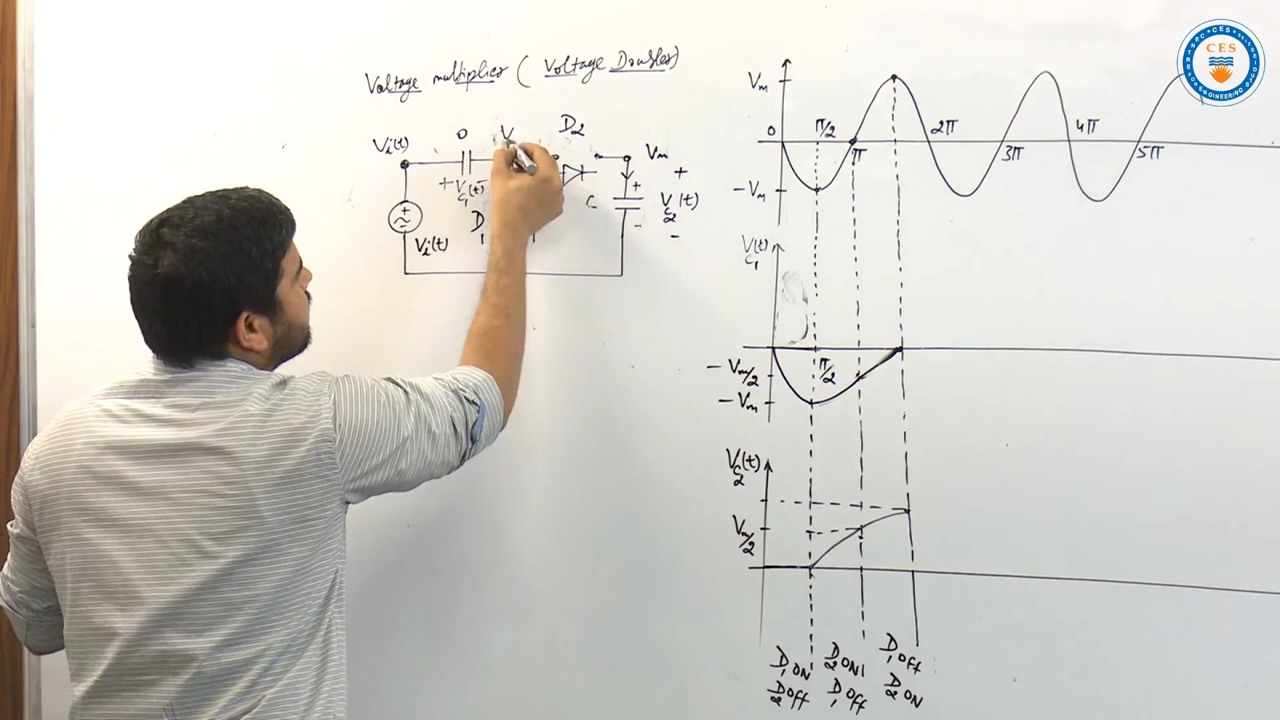 Voltage multiplier ( Voltage Doubler)
0
V
D2
Vi(t)
Vm
+
+
-
+ VC1(t) -
C
VC2(t)
-
D1
+
-
Vi(t)
Vm
0
π/2
π
2π
3π
4π
5π
-Vm
VC1(t)
π/2
-Vm/2
-Vm
VC2(t)
Vm/2
D1 ON
D2 OFF
D2 ON
D1 OFF
D1 OFF
D2 ON
CES